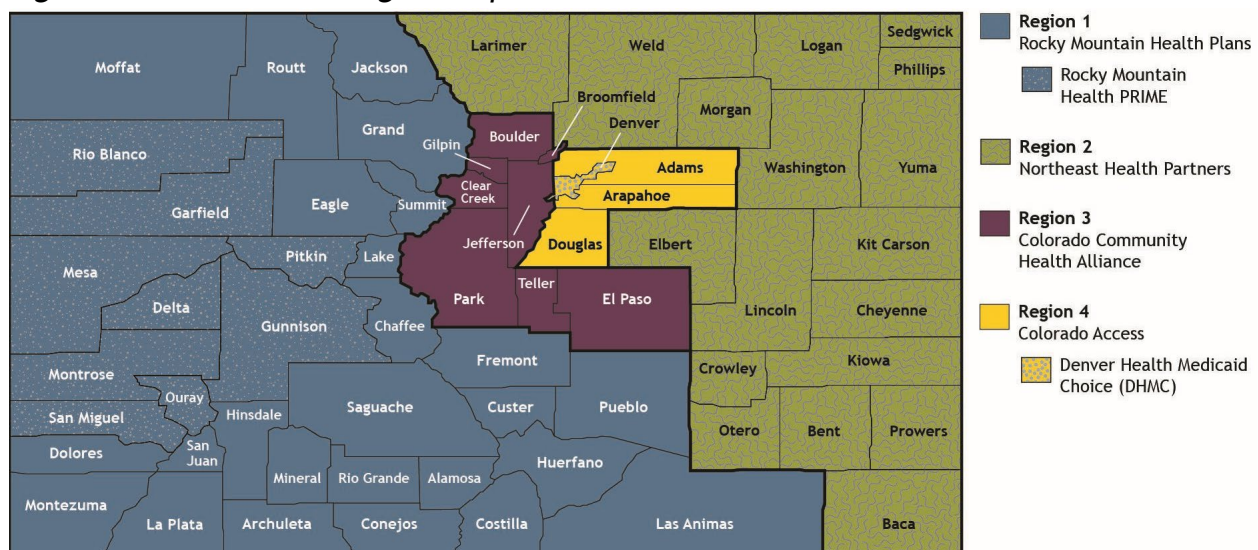 Moffat
Routt
Jackson
Larimer
Weld
Logan
Sedgwick
Phillips
Rio Blanco
Grand
Gilpin
Boulder
Broomfield
Denver
Morgan
Washington
Yuma
Garfield
Eagle
Summit
Clear
Creek
Jefferson
Adams
Arapahoe
Douglas
Elbert
Kit Carson
Mesa
Pitkin
Lake
Delta
Gunnison
Chaffee
Park
Teller
El Paso
Lincoln
Cheyenne
Montrose
Ouray
Fremont
Crowley
Kiowa
San Miguel
Hinsdale
Saguache
Custer
Pueblo
Otero
Bent
Prowers
Dolores
San
Juan
Mineral
Rio Grande
Alamosa
Huerfano
Montezuma
La Plata
Archuleta
Conejos
Costilla
Las Animas
Baca
Region 1
Rocky Mountain Health Plans
Rocky Mountain
Health PRIME
Region 2
Northeast Health Partners
Region 3
Colorado Community
Health Alliance
Region 4
Colorado Access
Denver Health Medicaid
Choice (DHMC)